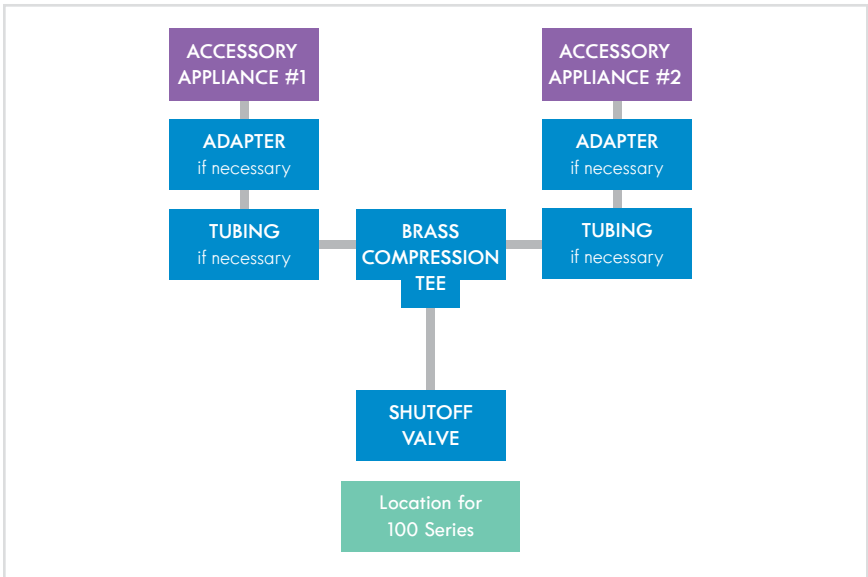 ACCESSORY
APPLIANCE #1
ACCESSORY
APPLIANCE #2
ADAPTER
if necessary
ADAPTER
if necessary
TUBING
if necessary
BRASS
COMPRESSION
TEE
TUBING
if necessary
SHUTOFF
VALVE
Location for
100 Series